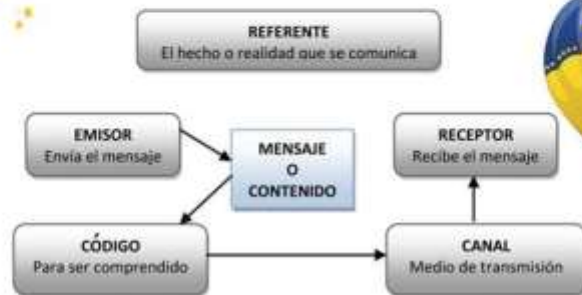 REFERENTE
El hecho o realidad que se comunica
EMISOR
Envía el mensaje
MENSAJE
O
CONTENIDO
RECEPTOR
Recibe el mensaje
CÓDIGO
Para ser comprendido
CANAL
Medio de transmisión